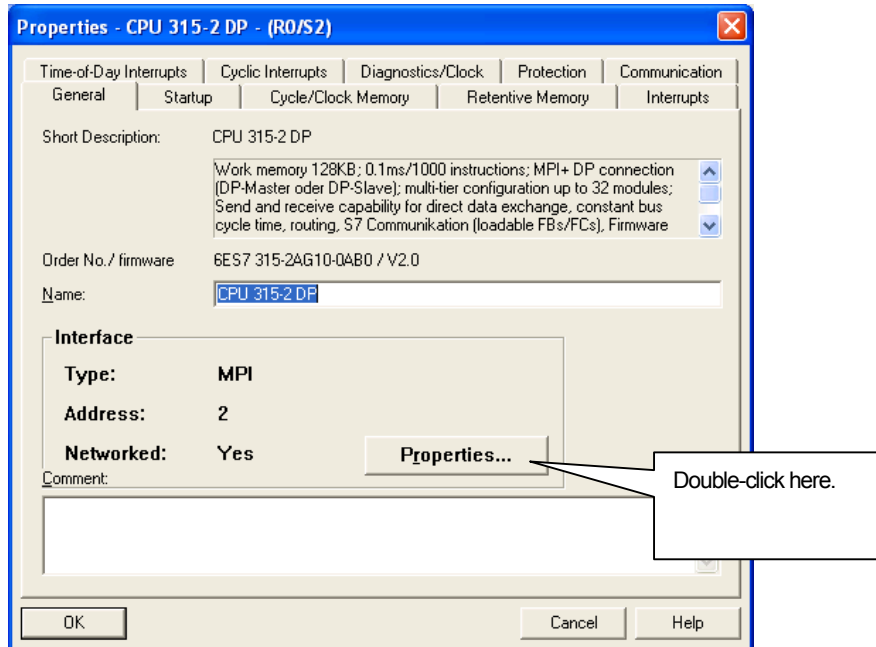 Properties - CPU 315-2 DP - (R0/S2)
Time-of-Day Interrupts Cyclic Interrupts Diagnostics/Clock Protection Communication
General Startup Cycle/Clock Memory Retentive Memory Interrupts
Short Description: CPU 315-2 DP
Work memory 128KB; 0.1ms/1000 instructions; MPI+ DP connection
(DP-Master oder DP-Slave); multi-tier configuration up to 32 modules;
Send and receive capability for direct data exchange, constant bus
cycle time, routing, S7 Communikation (loadable FBs/FCs), Firmware
Order No./ firmware 6ES7 315-2AG10-0AB0 / V2.0
Name: CPU 315-2 DP
Interface
Type: MPI
Address: 2
Networked: Yes Properties...
Double-click here.
Comment:
OK Cancel Help